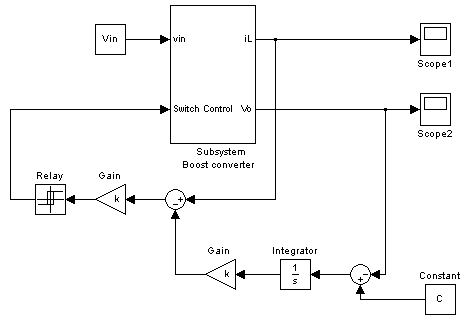 Vin
vin
iL
Scope1
Switch Control
Vo
Scope2
Subsystem
Boost converter
Relay
Gain
k
− +
Gain
k
Integrator
1
s
−
+
Constant
C